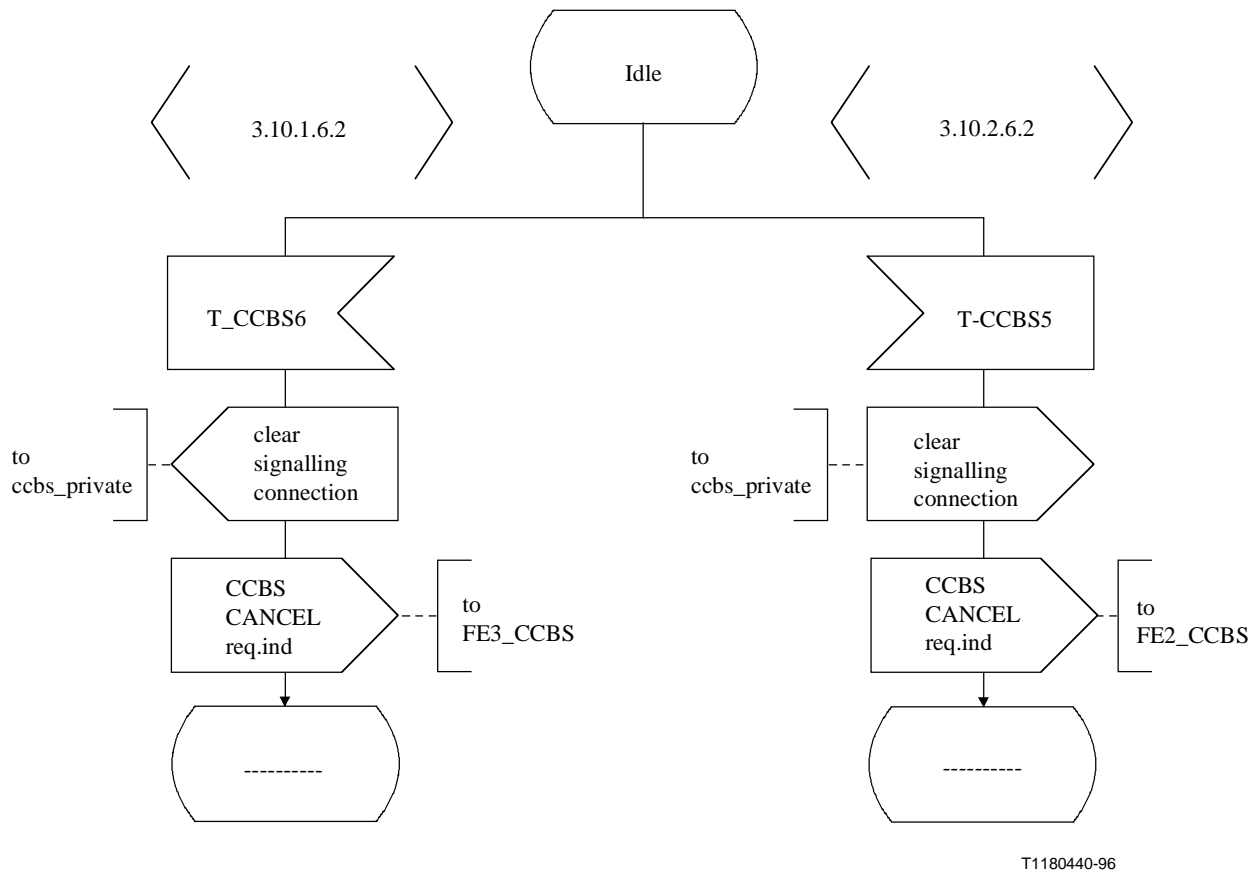 Idle
3.10.1.6.2
3.10.2.6.2
T_CCBS6
T-CCBS5
to
ccbs_private
clear
signalling
connection
to
ccbs_private
clear
signalling
connection
CCBS
CANCEL
req.ind
to
FE3_CCBS
CCBS
CANCEL
req.ind
to
FE2_CCBS
----------
----------
T1180440-96